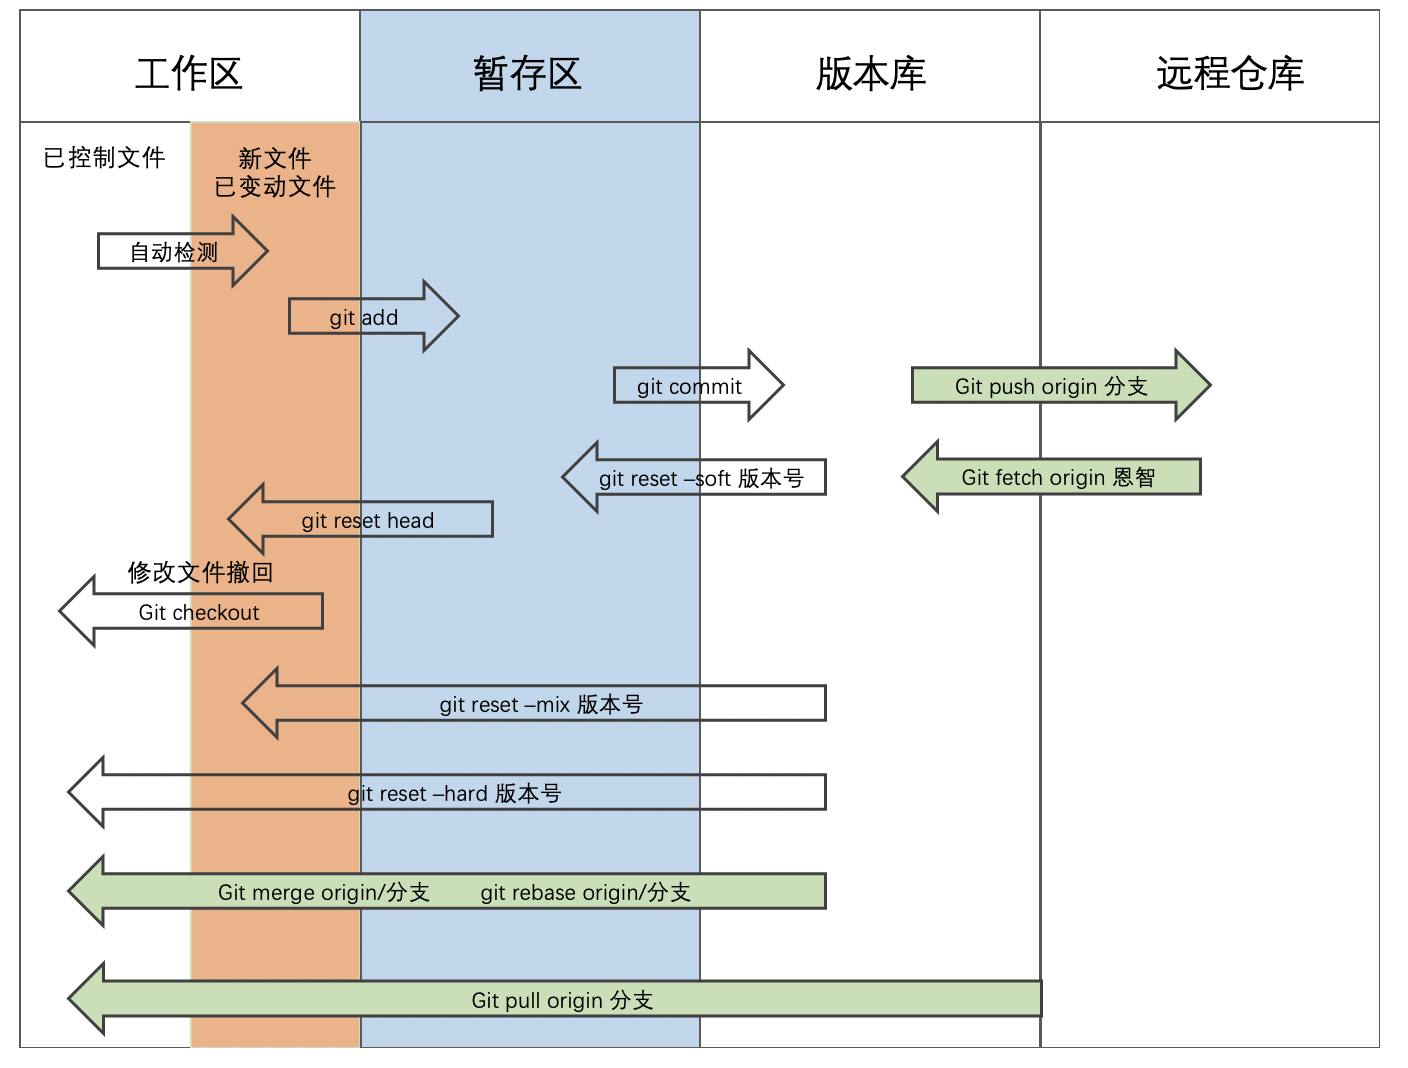 工作区
暂存区
版本库
远程仓库
已控制文件
新文件
已变动文件
自动检测
git add
git commit
Git push origin 分支
git reset –soft 版本号
Git fetch origin 恩智
git reset head
修改文件撤回
Git checkout
git reset –mix 版本号
git reset –hard 版本号
Git merge origin/分支 git rebase origin/分支
Git pull origin 分支